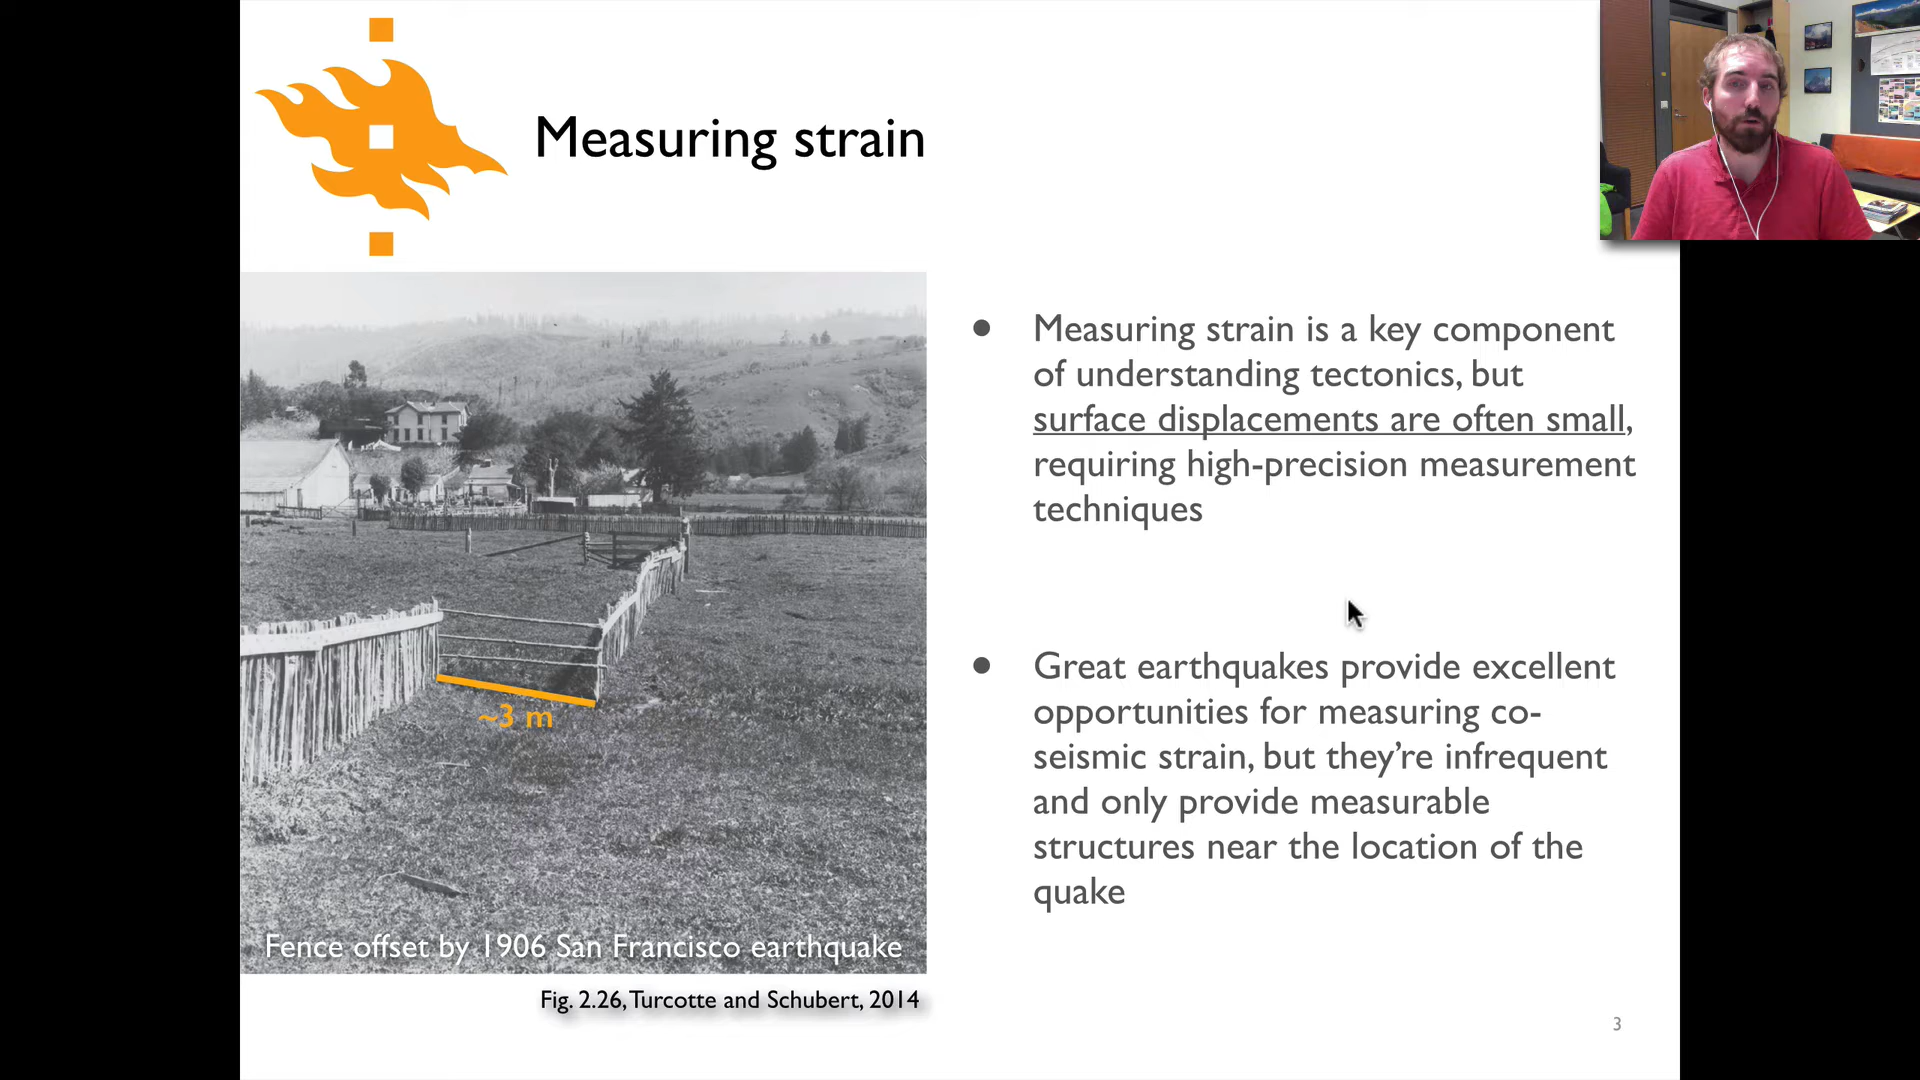 Measuring strain
Measuring strain is a key component
of understanding tectonics, but
surface displacements are often small,
requiring high-precision measurement
techniques
Great earthquakes provide excellent
opportunities for measuring co-
seismic strain, but they’re infrequent
and only provide measurable
structures near the location of the
quake
~3 m
Fence offset by 1906 San Francisco earthquake
Fig. 2.26, Turcotte and Schubert, 2014
3